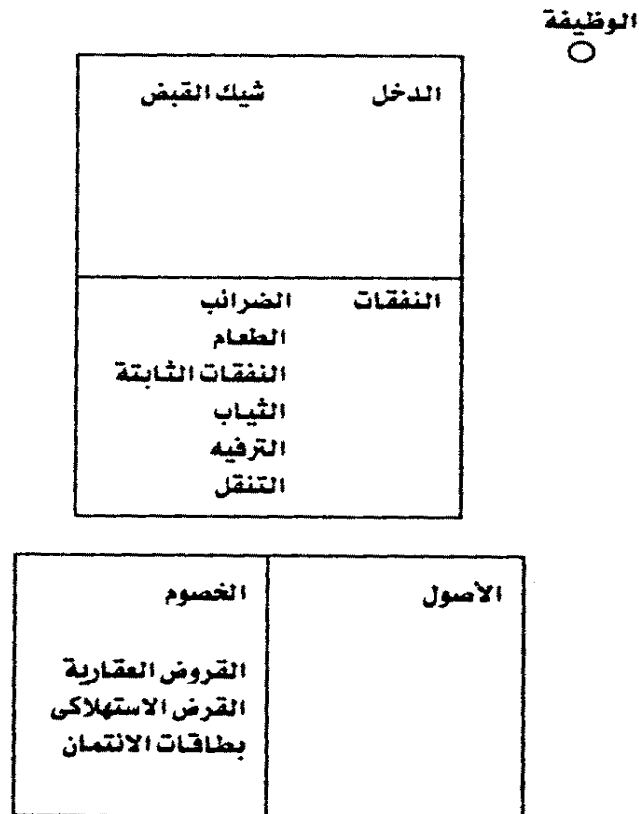 الوظيفة
الدخل شيك القبض
النفقات الضرائب
الطعام
النفقات الثابتة
الثياب
الترفيه
التنقل
الأصول الخصوم
القروض العقارية
القرض الاستهلاكى
بطاقات الائتمان